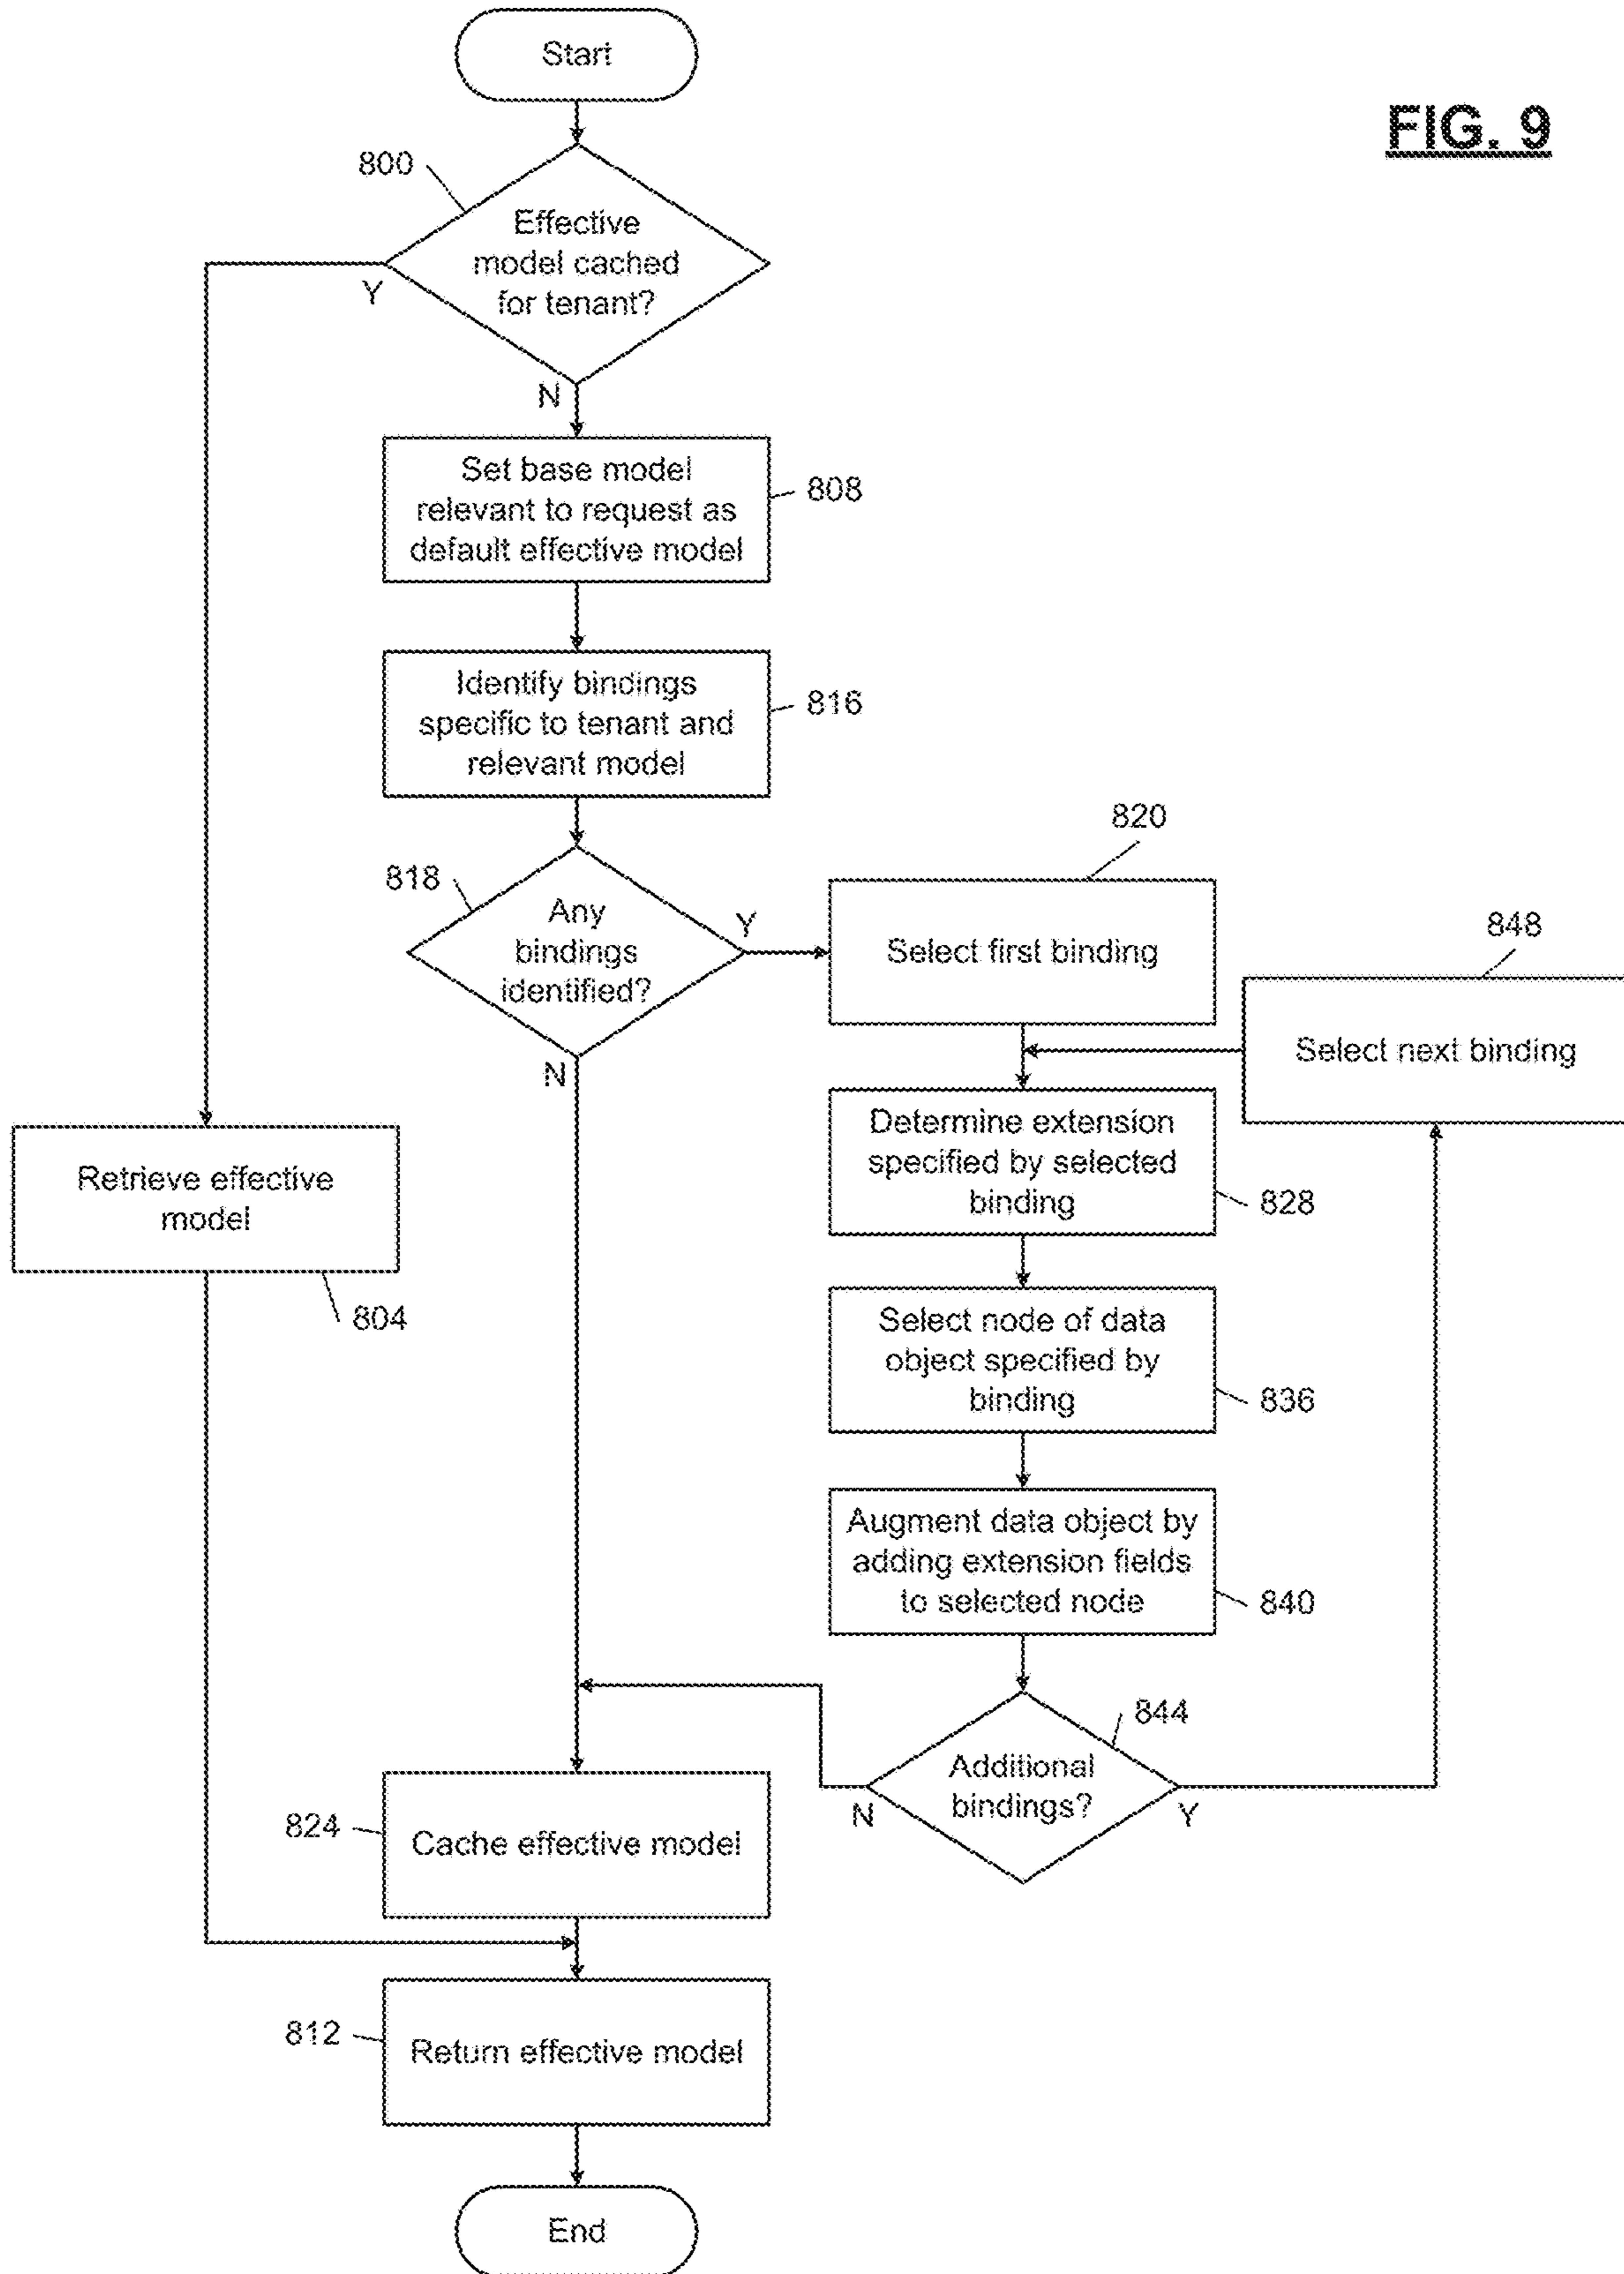 Start
FIG. 9
800
Effective
model cached
for tenant?
Y
N
Set base model
relevant to request as
default effective model
808
Identify bindings
specific to tenant and
relevant model
816
820
818
Any
bindings
identified?
Y
N
Select first binding
848
Select next binding
Determine extension
specified by selected
binding
828
Retrieve effective
model
804
Select node of data
object specified by
binding
836
Augment data object by
adding extension fields
to selected node
840
844
Additional
bindings?
N
Y
824
Cache effective model
812
Return effective model
End